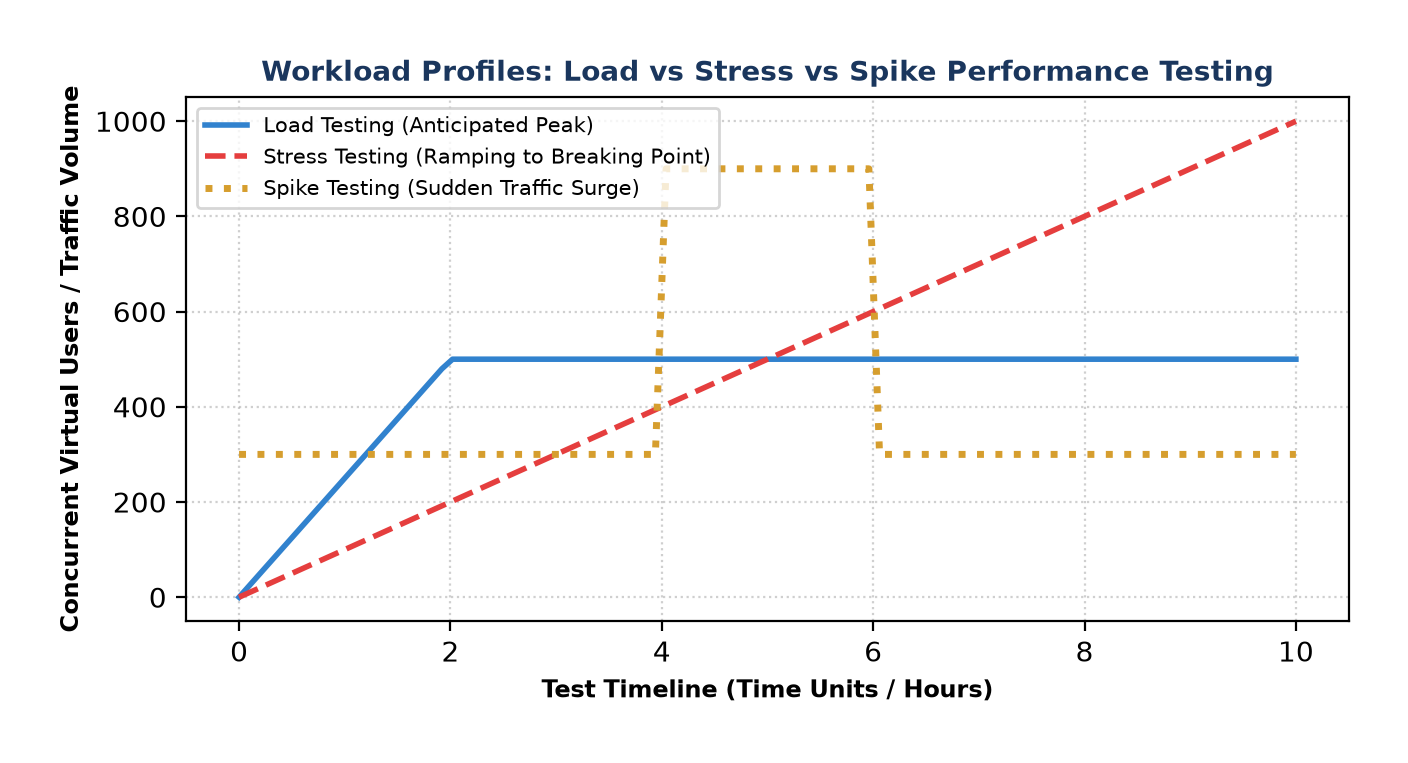 Workload Profiles: Load vs Stress vs Spike Performance Testing
Concurrent Virtual Users / Traffic Volume
1000
800
600
400
200
0
Load Testing (Anticipated Peak)
Stress Testing (Ramping to Breaking Point)
Spike Testing (Sudden Traffic Surge)
0 2 4 6 8 10
Test Timeline (Time Units / Hours)